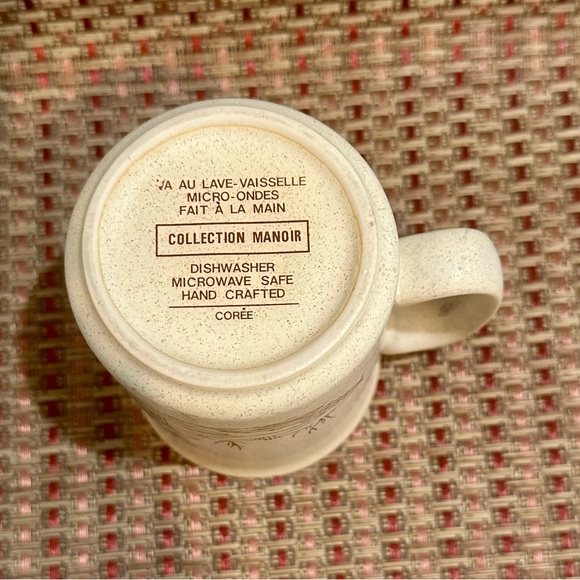 VA AU LAVE-VAISSELLE
MICRO-ONDES
FAIT À LA MAIN
COLLECTION MANOIR
DISHWASHER
MICROWAVE SAFE
HAND CRAFTED
CORÉE